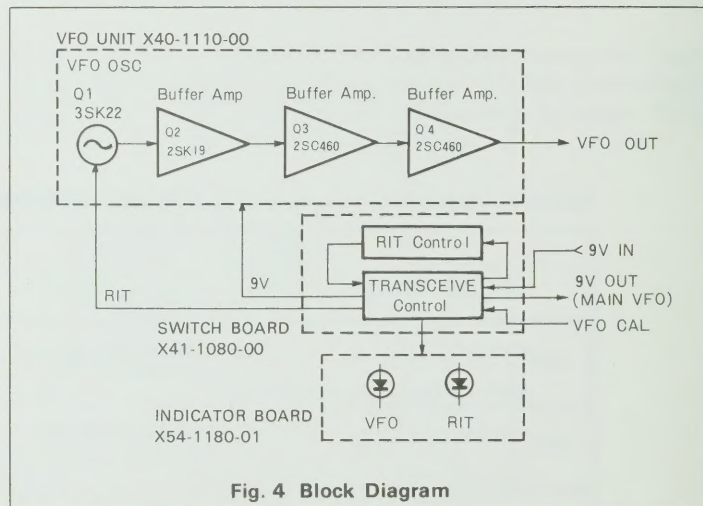 VFO UNIT X40-1110-00
VFO OSC
Q1
3SK22
Buffer Amp
Q2
2SK19
Buffer Amp.
Q3
2SC460
Buffer Amp.
Q4
2SC460
VFO OUT
RIT Control
9V IN
TRANSCEIVE
Control
9V OUT
(MAIN VFO)
VFO CAL
RIT
9V
SWITCH BOARD
X41-1080-00
INDICATOR BOARD
X54-1180-01
VFO
RIT
Fig. 4 Block Diagram